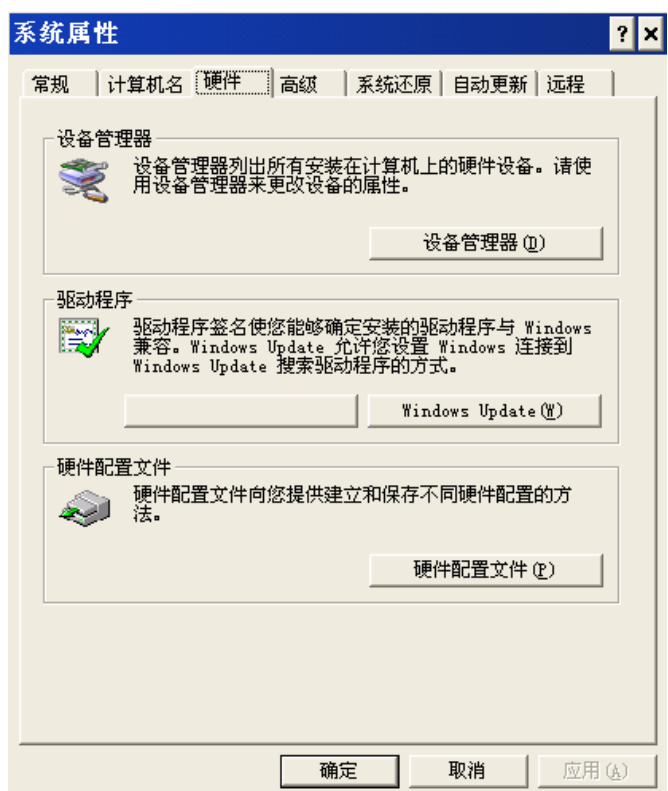 系统属性
常规 计算机名 硬件 高级 系统还原 自动更新 远程
设备管理器
设备管理器列出所有安装在计算机上的硬件设备。请使
用设备管理器来更改设备的属性。
设备管理器(D)
驱动程序
驱动程序签名使您能够确定安装的驱动程序与 Windows
兼容。Windows Update 允许您设置 Windows 连接到
Windows Update 搜索驱动程序的方式。
Windows Update(W)
硬件配置文件
硬件配置文件向您提供建立和保存不同硬件配置的方
法。
硬件配置文件(P)
确定 取消 应用(A)